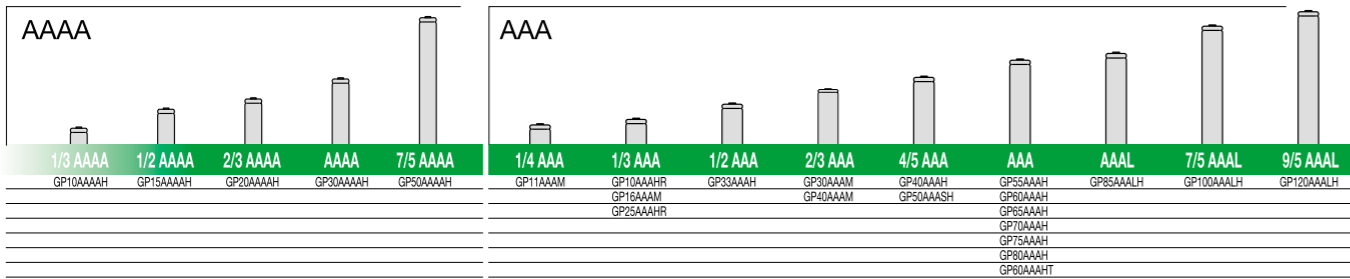 AAAA AAA
1/3 AAAA 1/2 AAAA 2/3 AAAA AAAA 7/5 AAAA 1/4 AAA 1/3 AAA 1/2 AAA 2/3 AAA 4/5 AAA AAA AAAL 7/5 AAAL 9/5 AAAL
GP10AAAAH GP15AAAAH GP20AAAAH GP30AAAAH GP50AAAAH GP11AAAM GP10AAAHR GP33AAAH GP30AAAM GP40AAAH GP55AAAH GP85AAALH GP100AAALH GP120AAALH
GP16AAAM GP40AAAM GP50AAASH GP60AAAH
GP25AAAHR GP65AAAH
GP70AAAH
GP75AAAH
GP80AAAH
GP60AAAHT